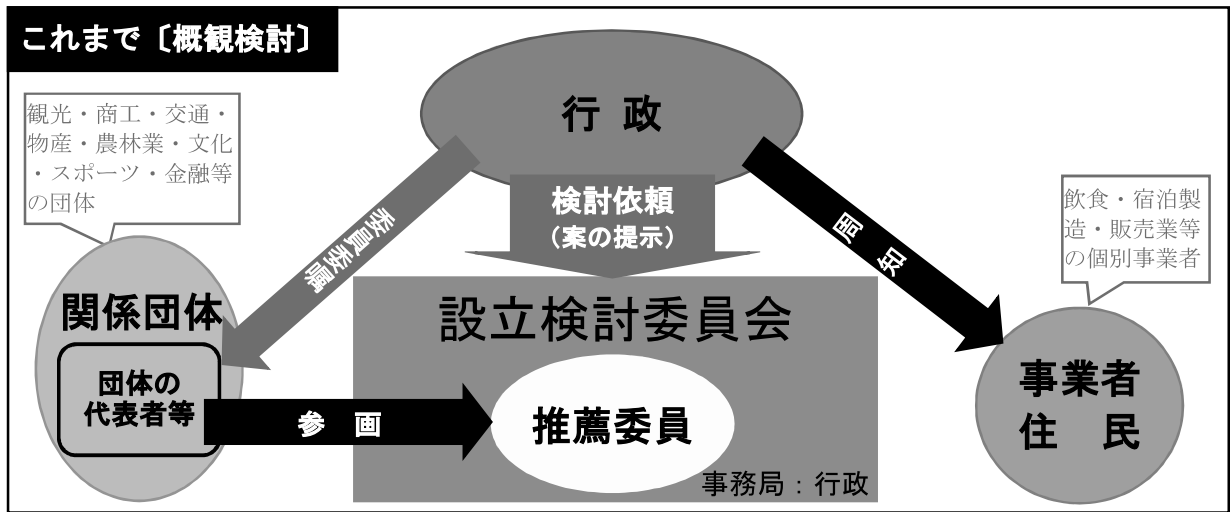 これまで〔概観検討〕
行 政
観光・商工・交通・
物産・農林業・文化
・スポーツ・金融等
の団体
検討依頼
(案の提示)
委員委嘱
周 知
飲食・宿泊製
造・販売業等
の個別事業者
関係団体
団体の
代表者等
参 画
設立検討委員会
推薦委員
事務局:行政
事業者
住 民